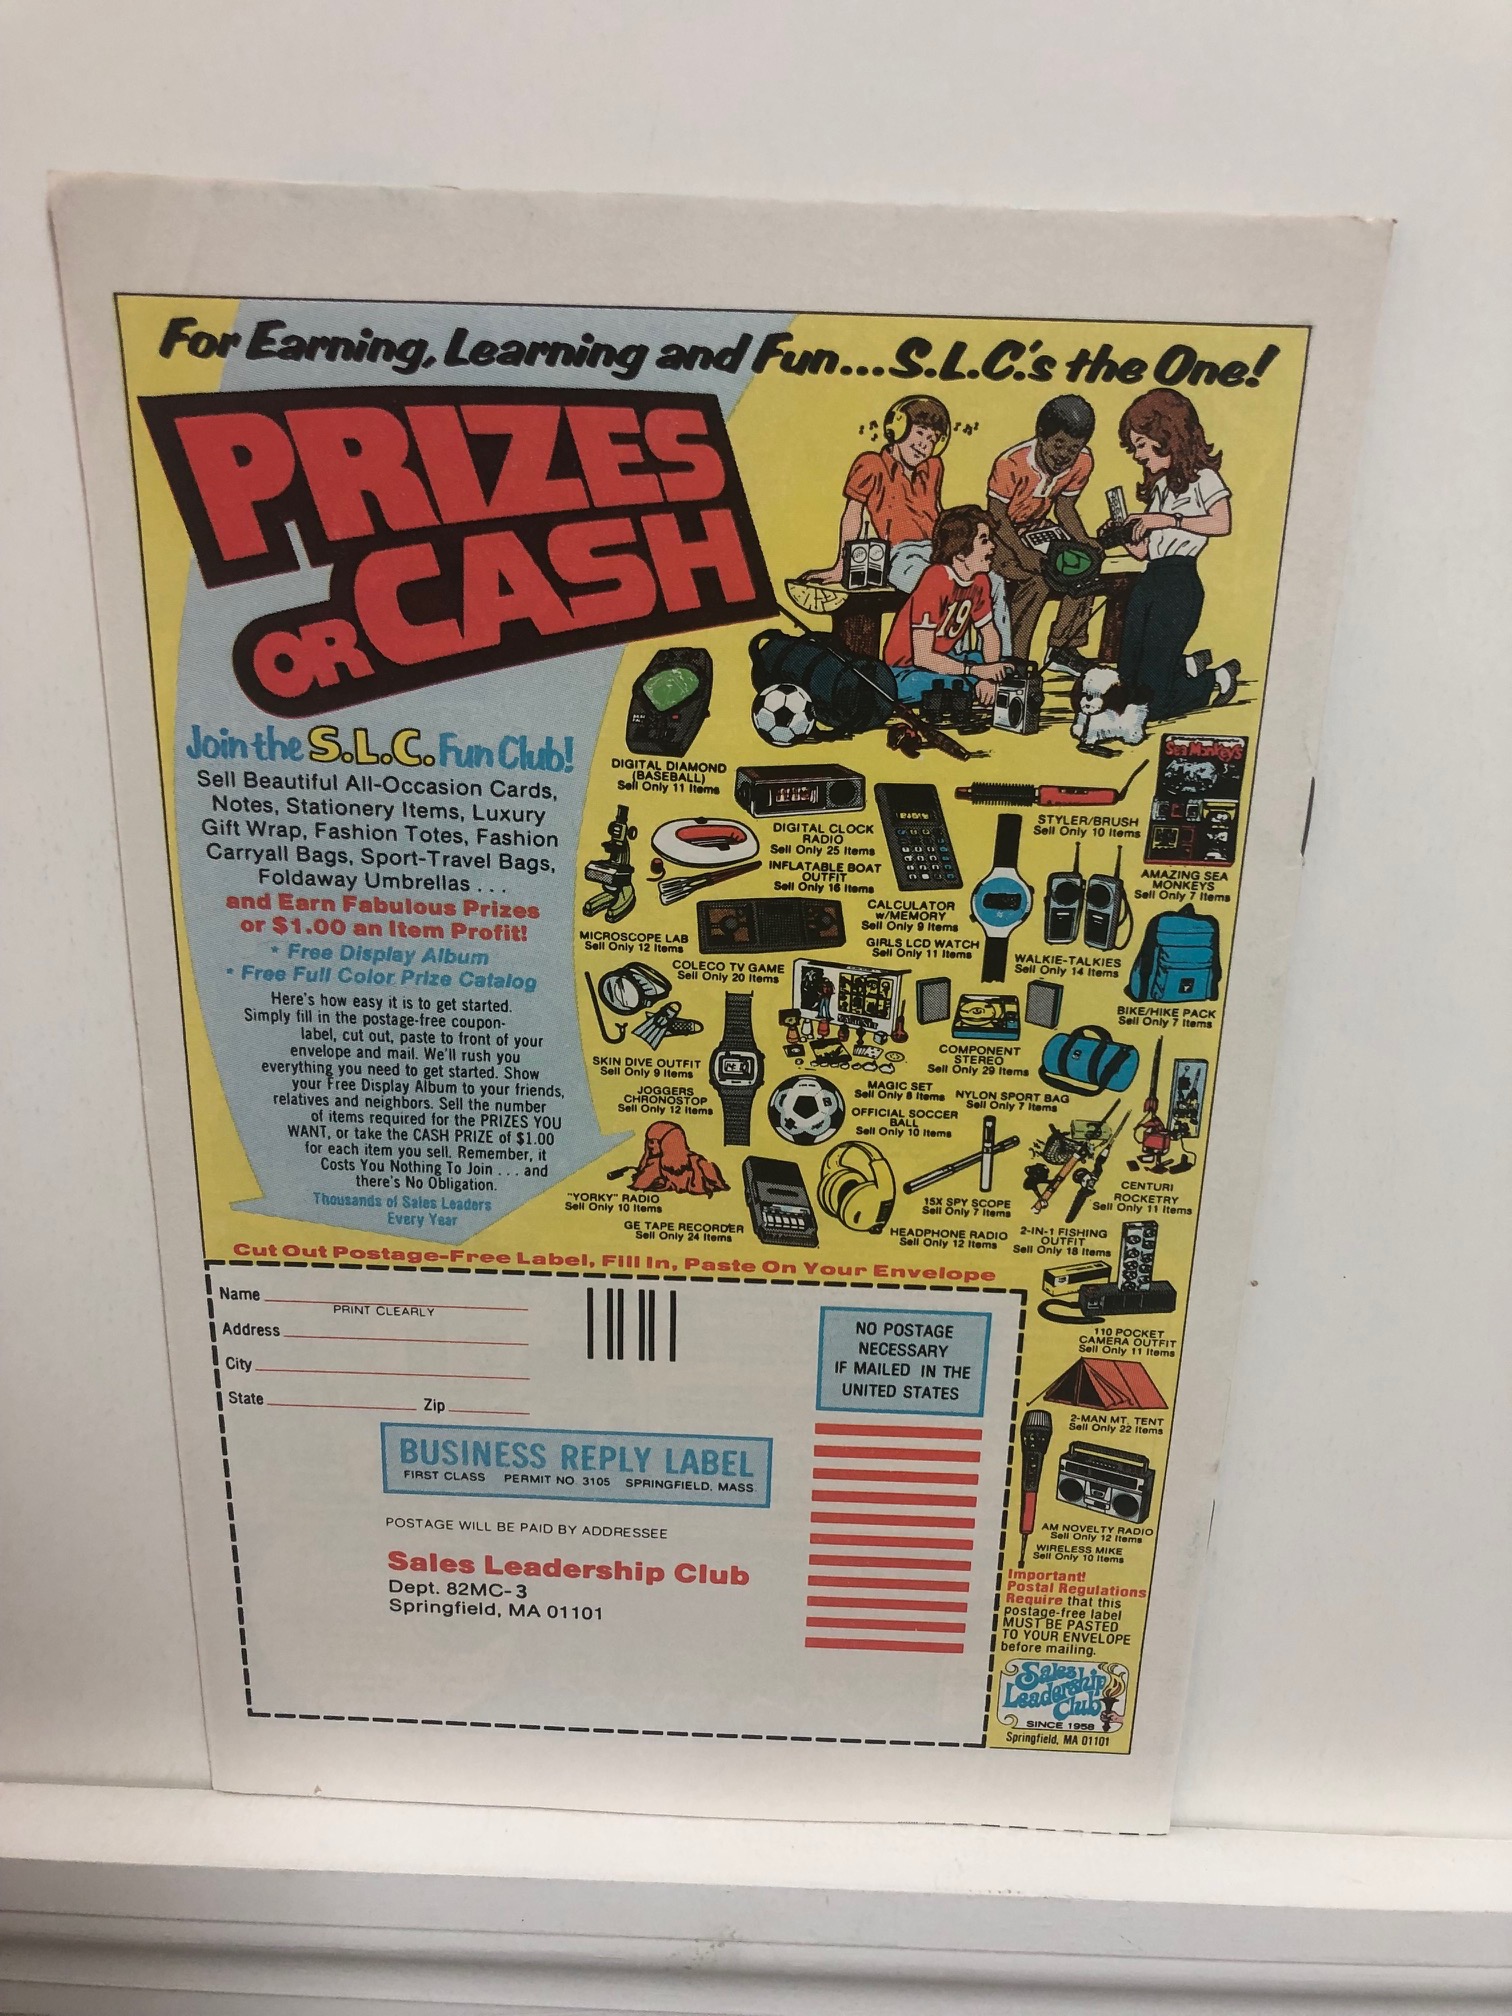 For Earning, Learning and Fun...S.L.C.'s the One!
PRIZES
OR CASH
Join the S.L.C. Fun Club!
Sell Beautiful All-Occasion Cards,
Notes, Stationery Items, Luxury
Gift Wrap, Fashion Totes, Fashion
Carryall Bags, Sport-Travel Bags,
Foldaway Umbrellas . . .
and Earn Fabulous Prizes
or $1.00 an Item Profit!
* Free Display Album
* Free Full Color Prize Catalog
Here's how easy it is to get started.
Simply fill in the postage-free coupon-
label, cut out, paste to front of your
envelope and mail. We'll rush you
everything you need to get started. Show
your Free Display Album to your friends,
relatives and neighbors. Sell the number
of items required for the PRIZES YOU
WANT, or take the CASH PRIZE of $1.00
for each item you sell. Remember, it
Costs You Nothing To Join . . . and
there's No Obligation.
Thousands of Sales Leaders
Every Year
19
DIGITAL DIAMOND
(BASEBALL)
Sell Only 11 Items
DIGITAL CLOCK
RADIO
Sell Only 25 Items
STYLER/BRUSH
Sell Only 10 Items
Sea Monkeys
AMAZING SEA
MONKEYS
Sell Only 7 Items
INFLATABLE BOAT
OUTFIT
Sell Only 16 Items
CALCULATOR
w/MEMORY
Sell Only 9 Items
MICROSCOPE LAB
Sell Only 12 Items
GIRLS LCD WATCH
Sell Only 11 Items
WALKIE-TALKIES
Sell Only 14 Items
COLECO TV GAME
Sell Only 20 Items
BIKE/HIKE PACK
Sell Only 7 Items
SKIN DIVE OUTFIT
Sell Only 9 Items
COMPONENT
STEREO
Sell Only 29 Items
JOGGERS
CHRONOSTOP
Sell Only 12 Items
MAGIC SET
Sell Only 8 Items
NYLON SPORT BAG
Sell Only 7 Items
OFFICIAL SOCCER
BALL
Sell Only 10 Items
"YORKY" RADIO
Sell Only 10 Items
15X SPY SCOPE
Sell Only 7 Items
CENTURI
ROCKETRY
Sell Only 11 Items
GE TAPE RECORDER
Sell Only 24 Items
HEADPHONE RADIO
Sell Only 12 Items
2-IN-1 FISHING
OUTFIT
Sell Only 18 Items
110 POCKET
CAMERA OUTFIT
Sell Only 11 Items
2-MAN MT. TENT
Sell Only 22 Items
AM NOVELTY RADIO
Sell Only 12 Items
WIRELESS MIKE
Sell Only 10 Items
Cut Out Postage-Free Label, Fill In, Paste On Your Envelope
Name
PRINT CLEARLY
Address
City
State Zip
NO POSTAGE
NECESSARY
IF MAILED IN THE
UNITED STATES
BUSINESS REPLY LABEL
FIRST CLASS PERMIT NO. 3105 SPRINGFIELD, MASS.
POSTAGE WILL BE PAID BY ADDRESSEE
Sales Leadership Club
Dept. 82MC-3
Springfield, MA 01101
Important!
Postal Regulations
Require that this
postage-free label
MUST BE PASTED
TO YOUR ENVELOPE
before mailing.
Sales
Leadership
Club
SINCE 1958
Springfield, MA 01101